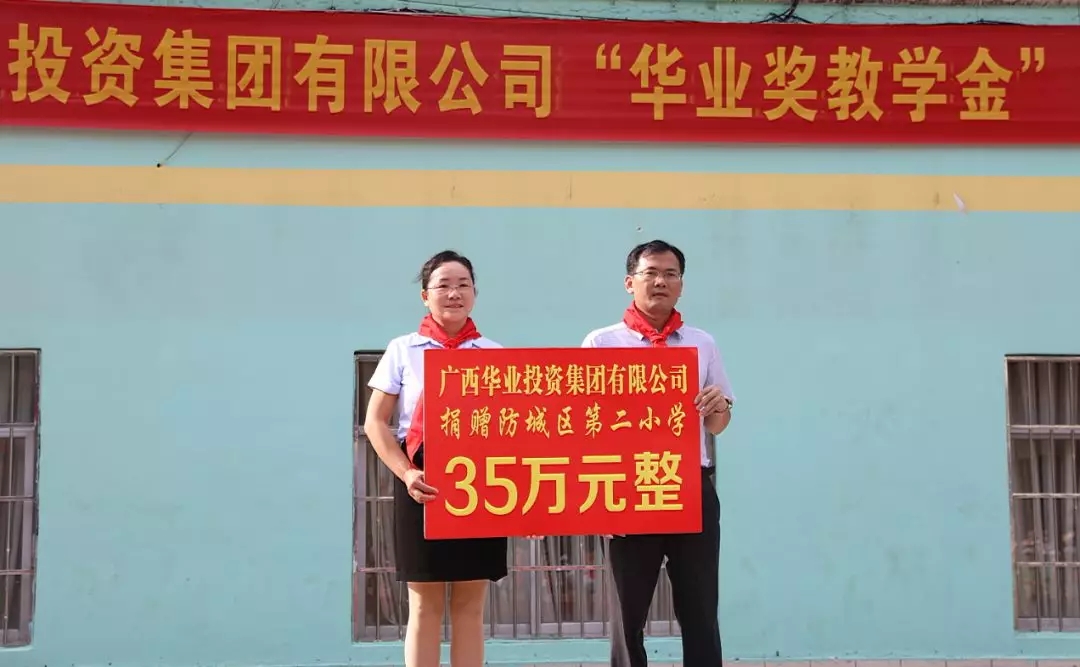 投资集团有限公司 “华业奖教学金”
广西华业投资集团有限公司
捐赠防城区第二小学
35万元整